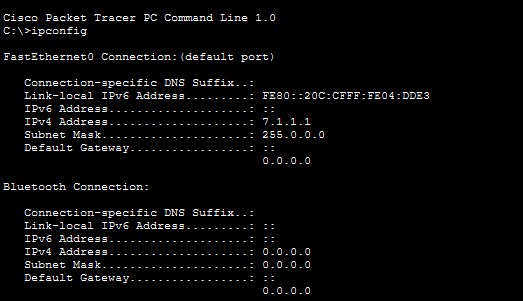 Cisco Packet Tracer PC Command Line 1.0
C:\>ipconfig
FastEthernet0 Connection:(default port)
Connection-specific DNS Suffix..:
Link-local IPv6 Address.........: FE80::20C:CFFF:FE04:DDE3
IPv6 Address....................: ::
IPv4 Address....................: 7.1.1.1
Subnet Mask.....................: 255.0.0.0
Default Gateway.................: ::
0.0.0.0
Bluetooth Connection:
Connection-specific DNS Suffix..:
Link-local IPv6 Address.........: ::
IPv6 Address....................: ::
IPv4 Address....................: 0.0.0.0
Subnet Mask.....................: 0.0.0.0
Default Gateway.................: ::
0.0.0.0